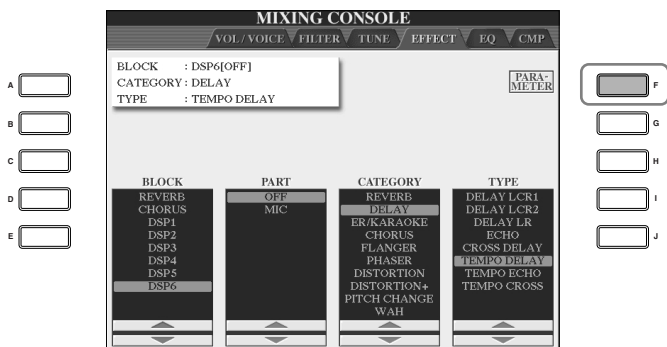 MIXING CONSOLE
VOL/VOICE FILTER TUNE EFFECT EQ CMP
BLOCK : DSP6[OFF]
CATEGORY : DELAY
TYPE : TEMPO DELAY
PARA-
METER
A
B
C
D
E
F
G
H
I
J
BLOCK
REVERB
CHORUS
DSP1
DSP2
DSP3
DSP4
DSP5
DSP6
PART
OFF
MIC
CATEGORY
REVERB
DELAY
ER/KARAOKE
CHORUS
FLANGER
PHASER
DISTORTION
DISTORTION+
PITCH CHANGE
WAH
TYPE
DELAY LCR1
DELAY LCR2
DELAY LR
ECHO
CROSS DELAY
TEMPO DELAY
TEMPO ECHO
TEMPO CROSS